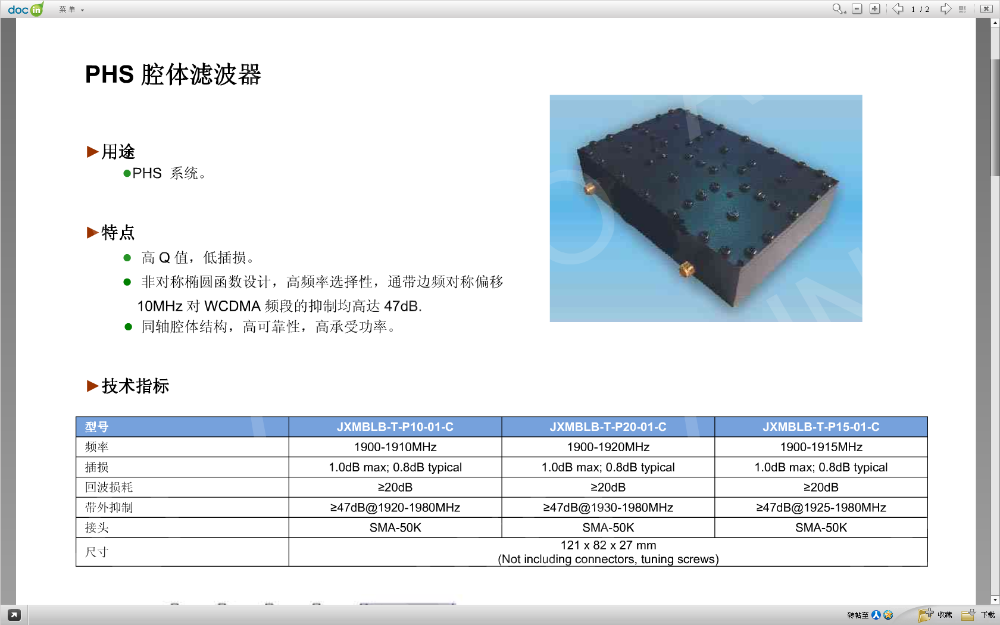 docin 菜单 1 / 2
PHS 腔体滤波器
►用途
●PHS 系统。
►特点
● 高 Q 值，低插损。
● 非对称椭圆函数设计，高频率选择性，通带边频对称偏移
10MHz 对 WCDMA 频段的抑制均高达 47dB.
● 同轴腔体结构，高可靠性，高承受功率。
►技术指标
型号 JXMBLB-T-P10-01-C JXMBLB-T-P20-01-C JXMBLB-T-P15-01-C
频率 1900-1910MHz 1900-1920MHz 1900-1915MHz
插损 1.0dB max; 0.8dB typical 1.0dB max; 0.8dB typical 1.0dB max; 0.8dB typical
回波损耗 ≥20dB ≥20dB ≥20dB
带外抑制 ≥47dB@1920-1980MHz ≥47dB@1930-1980MHz ≥47dB@1925-1980MHz
接头 SMA-50K SMA-50K SMA-50K
尺寸 121 x 82 x 27 mm
(Not including connectors, tuning screws)
转帖至 收藏 下载